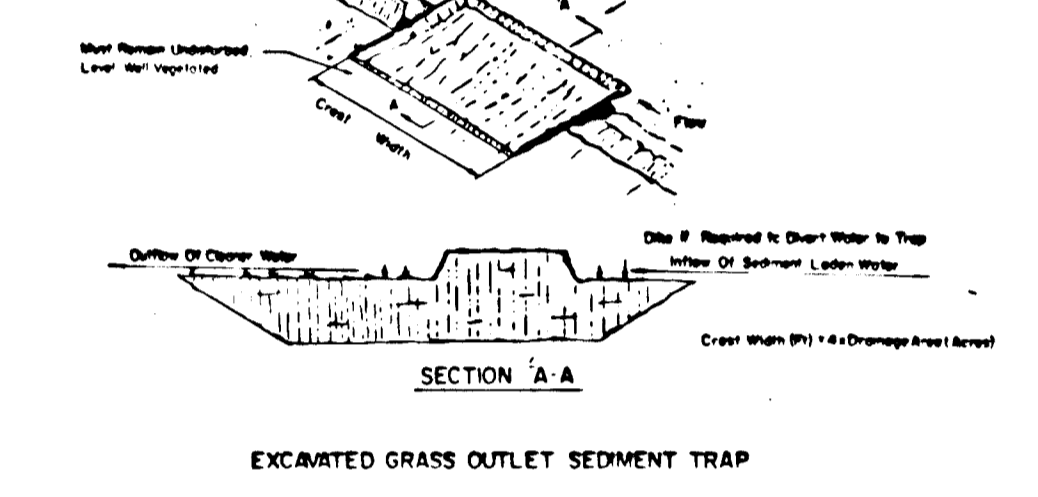 A
Must Remain Undisturbed
Level Well Vegetated
A
Crest Width
Flow
Dike If Required to Divert Water to Trap
Outflow Of Cleaner Water
Inflow Of Sediment Laden Water
Crest Width (Ft) = 4 x Drainage Area (Acres)
SECTION A-A
EXCAVATED GRASS OUTLET SEDIMENT TRAP